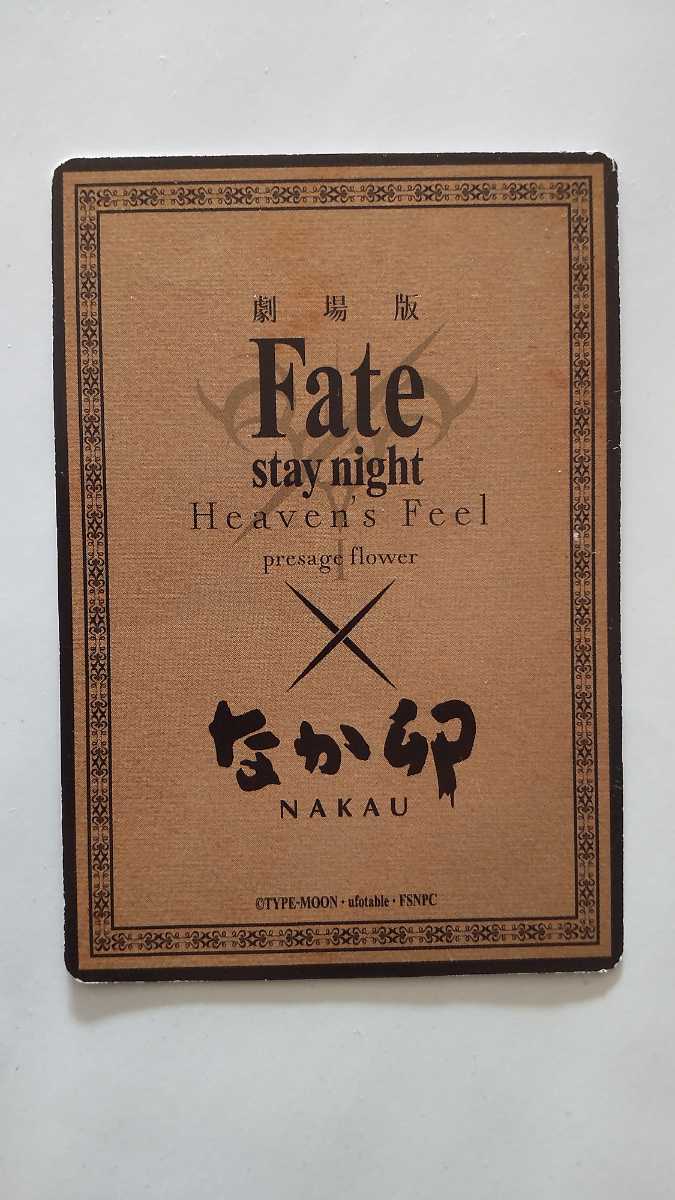 劇場版
Fate
stay night
Heaven's Feel
I
presage flower
×
なか卯
NAKAU
©TYPE-MOON・ufotable・FSNPC